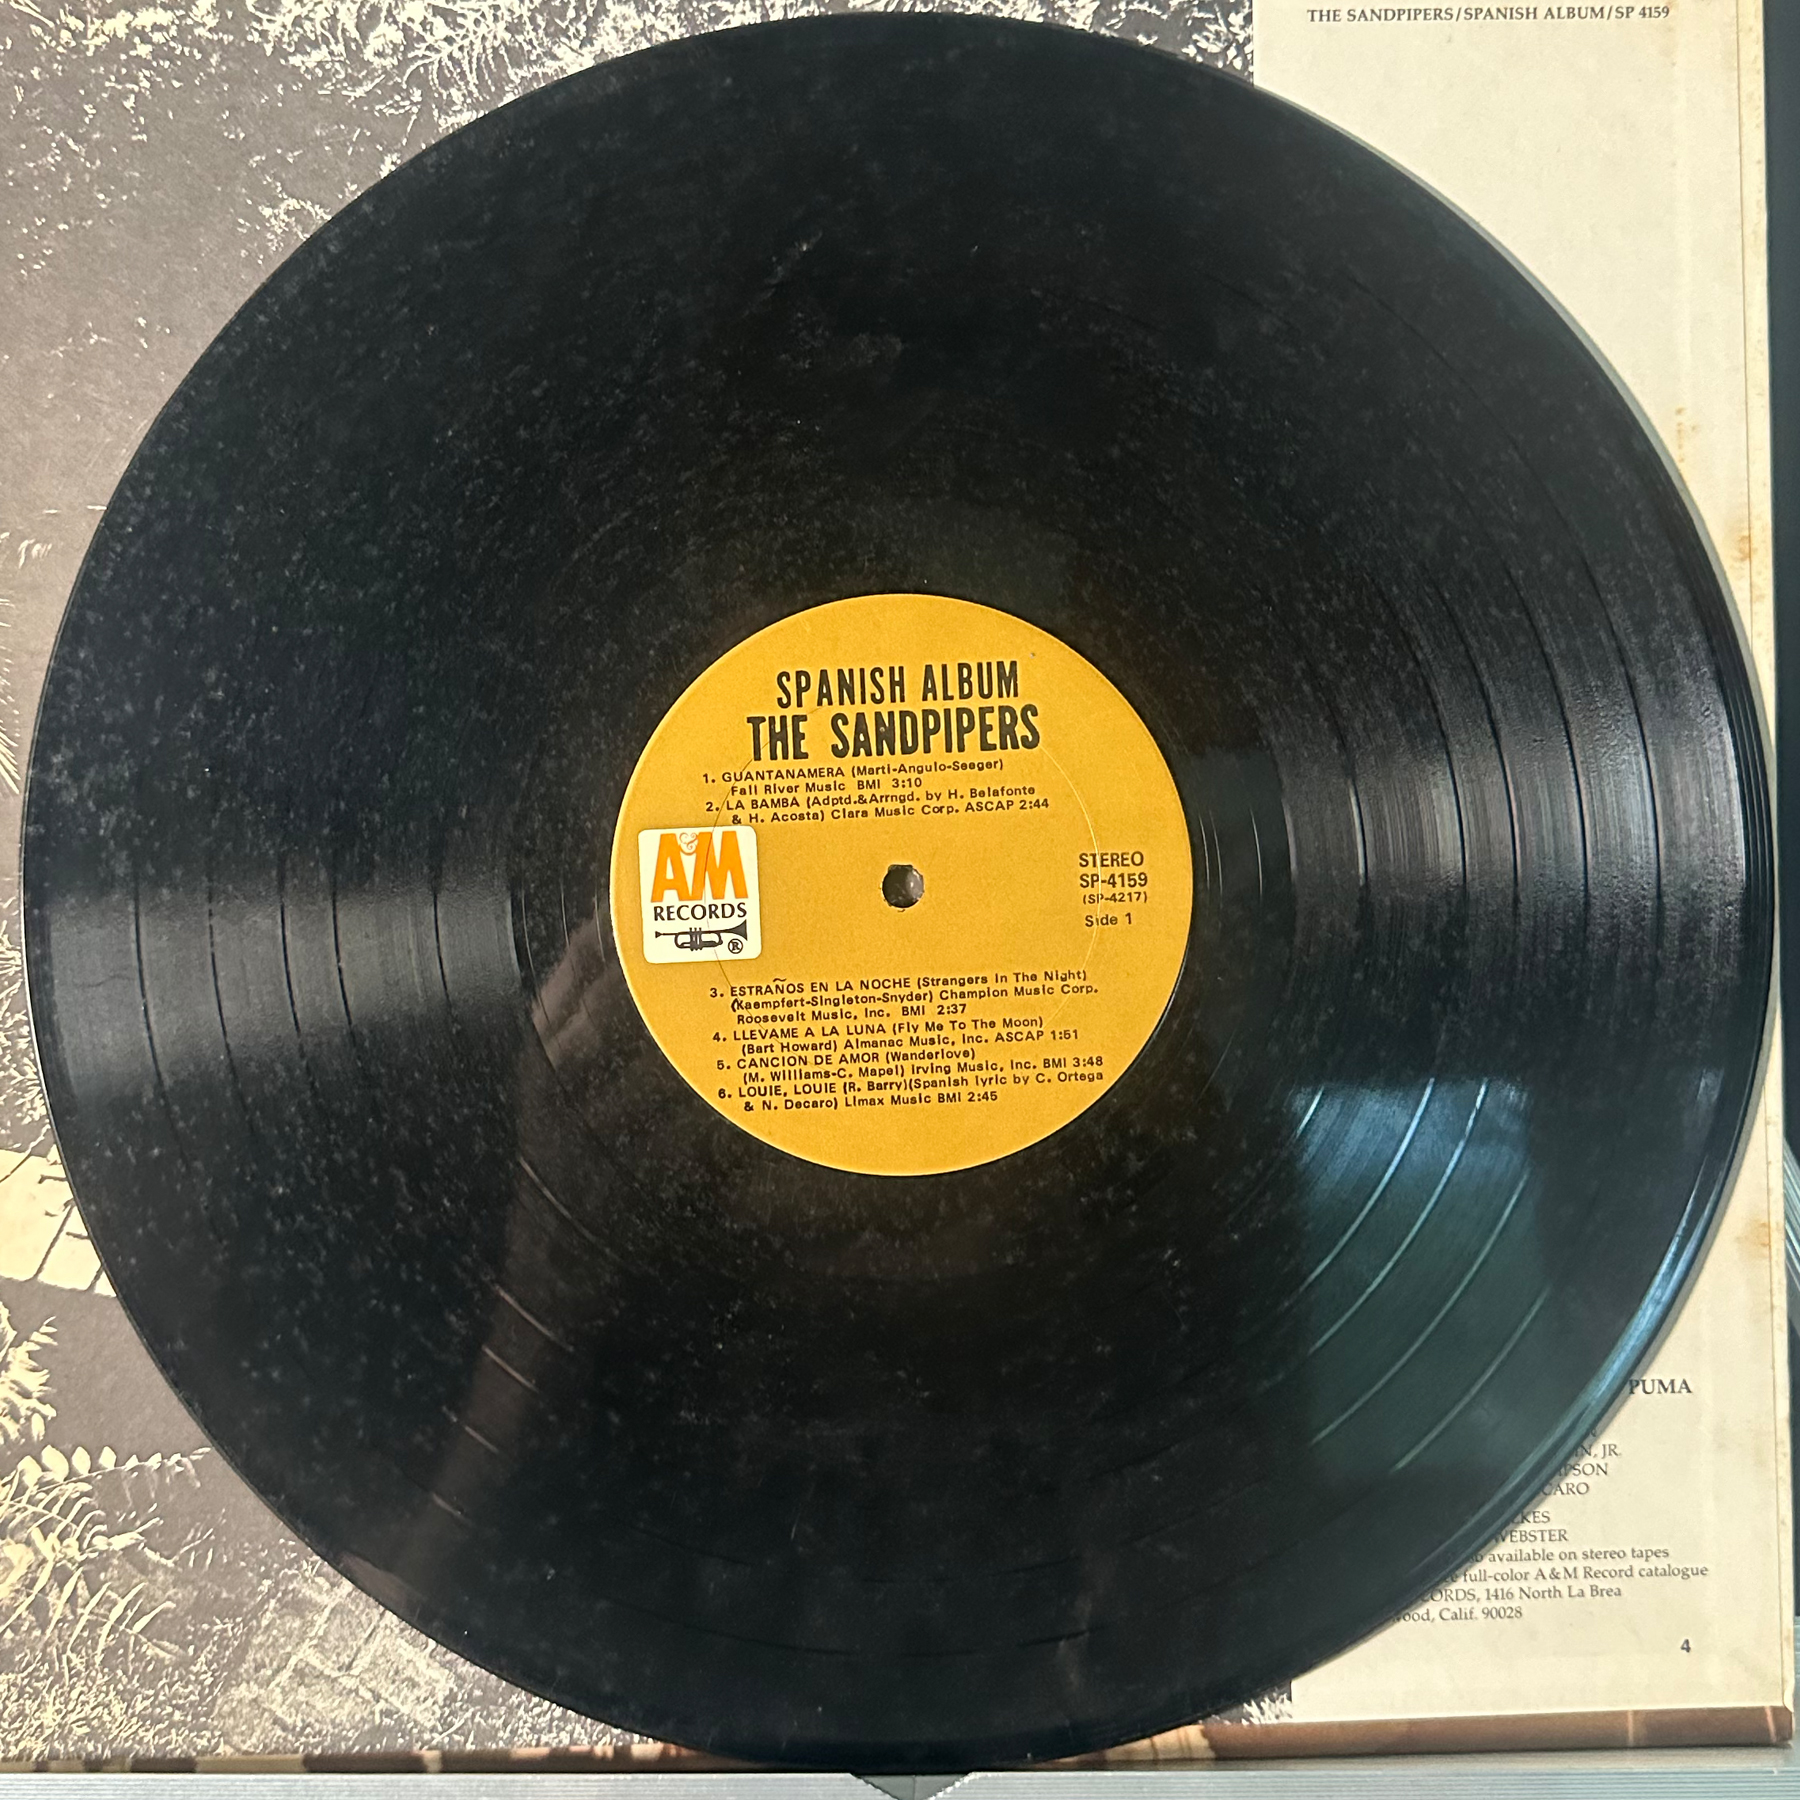 THE SANDPIPERS/SPANISH ALBUM/SP 4159
SPANISH ALBUM
THE SANDPIPERS
1. GUANTANAMERA (Marti-Angulo-Seeger)
Fall River Music BMI 3:10
2. LA BAMBA (Adptd.&Arrngd. by H. Belafonte
& H. Acosta) Clara Music Corp. ASCAP 2:44
A&M
RECORDS
®
STEREO
SP-4159
(SP-4217)
Side 1
3. ESTRAÑOS EN LA NOCHE (Strangers In The Night)
(Kaempfert-Singleton-Snyder) Champion Music Corp.
Roosevelt Music, Inc. BMI 2:37
4. LLEVAME A LA LUNA (Fly Me To The Moon)
(Bart Howard) Almanac Music, Inc. ASCAP 1:51
5. CANCION DE AMOR (Wanderlove)
(M. Williams-C. Mapel) Irving Music, Inc. BMI 3:48
6. LOUIE, LOUIE (R. Barry)(Spanish lyric by C. Ortega
& N. Decaro) Limax Music BMI 2:45
PUMA
JR.
WEBSTER
available on stereo tapes
full-color A&M Record catalogue
1416 North La Brea
Calif. 90028
4